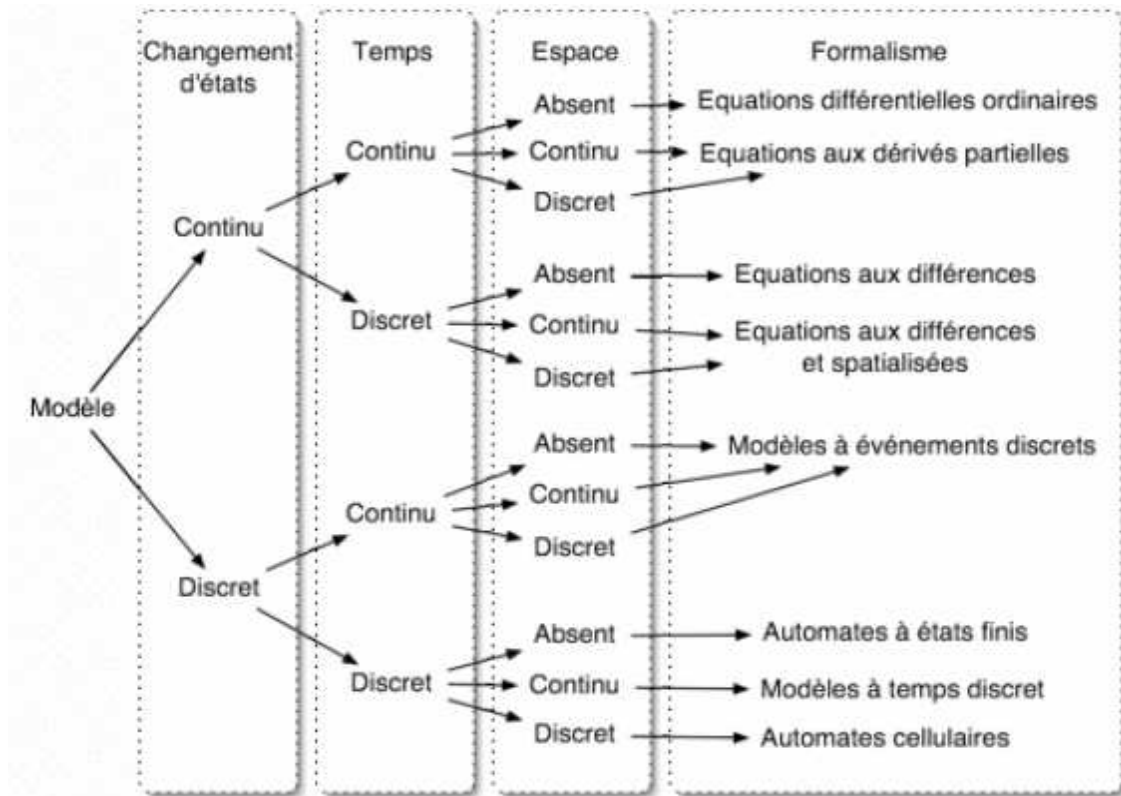 Changement
d'états
Temps
Espace
Formalisme
Absent
Equations différentielles ordinaires
Continu
Continu
Equations aux dérivés partielles
Discret
Continu
Absent
Equations aux différences
Discret
Continu
Equations aux différences
et spatialisées
Discret
Modèle
Absent
Modèles à événements discrets
Continu
Continu
Discret
Discret
Absent
Automates à états finis
Discret
Continu
Modèles à temps discret
Discret
Automates cellulaires